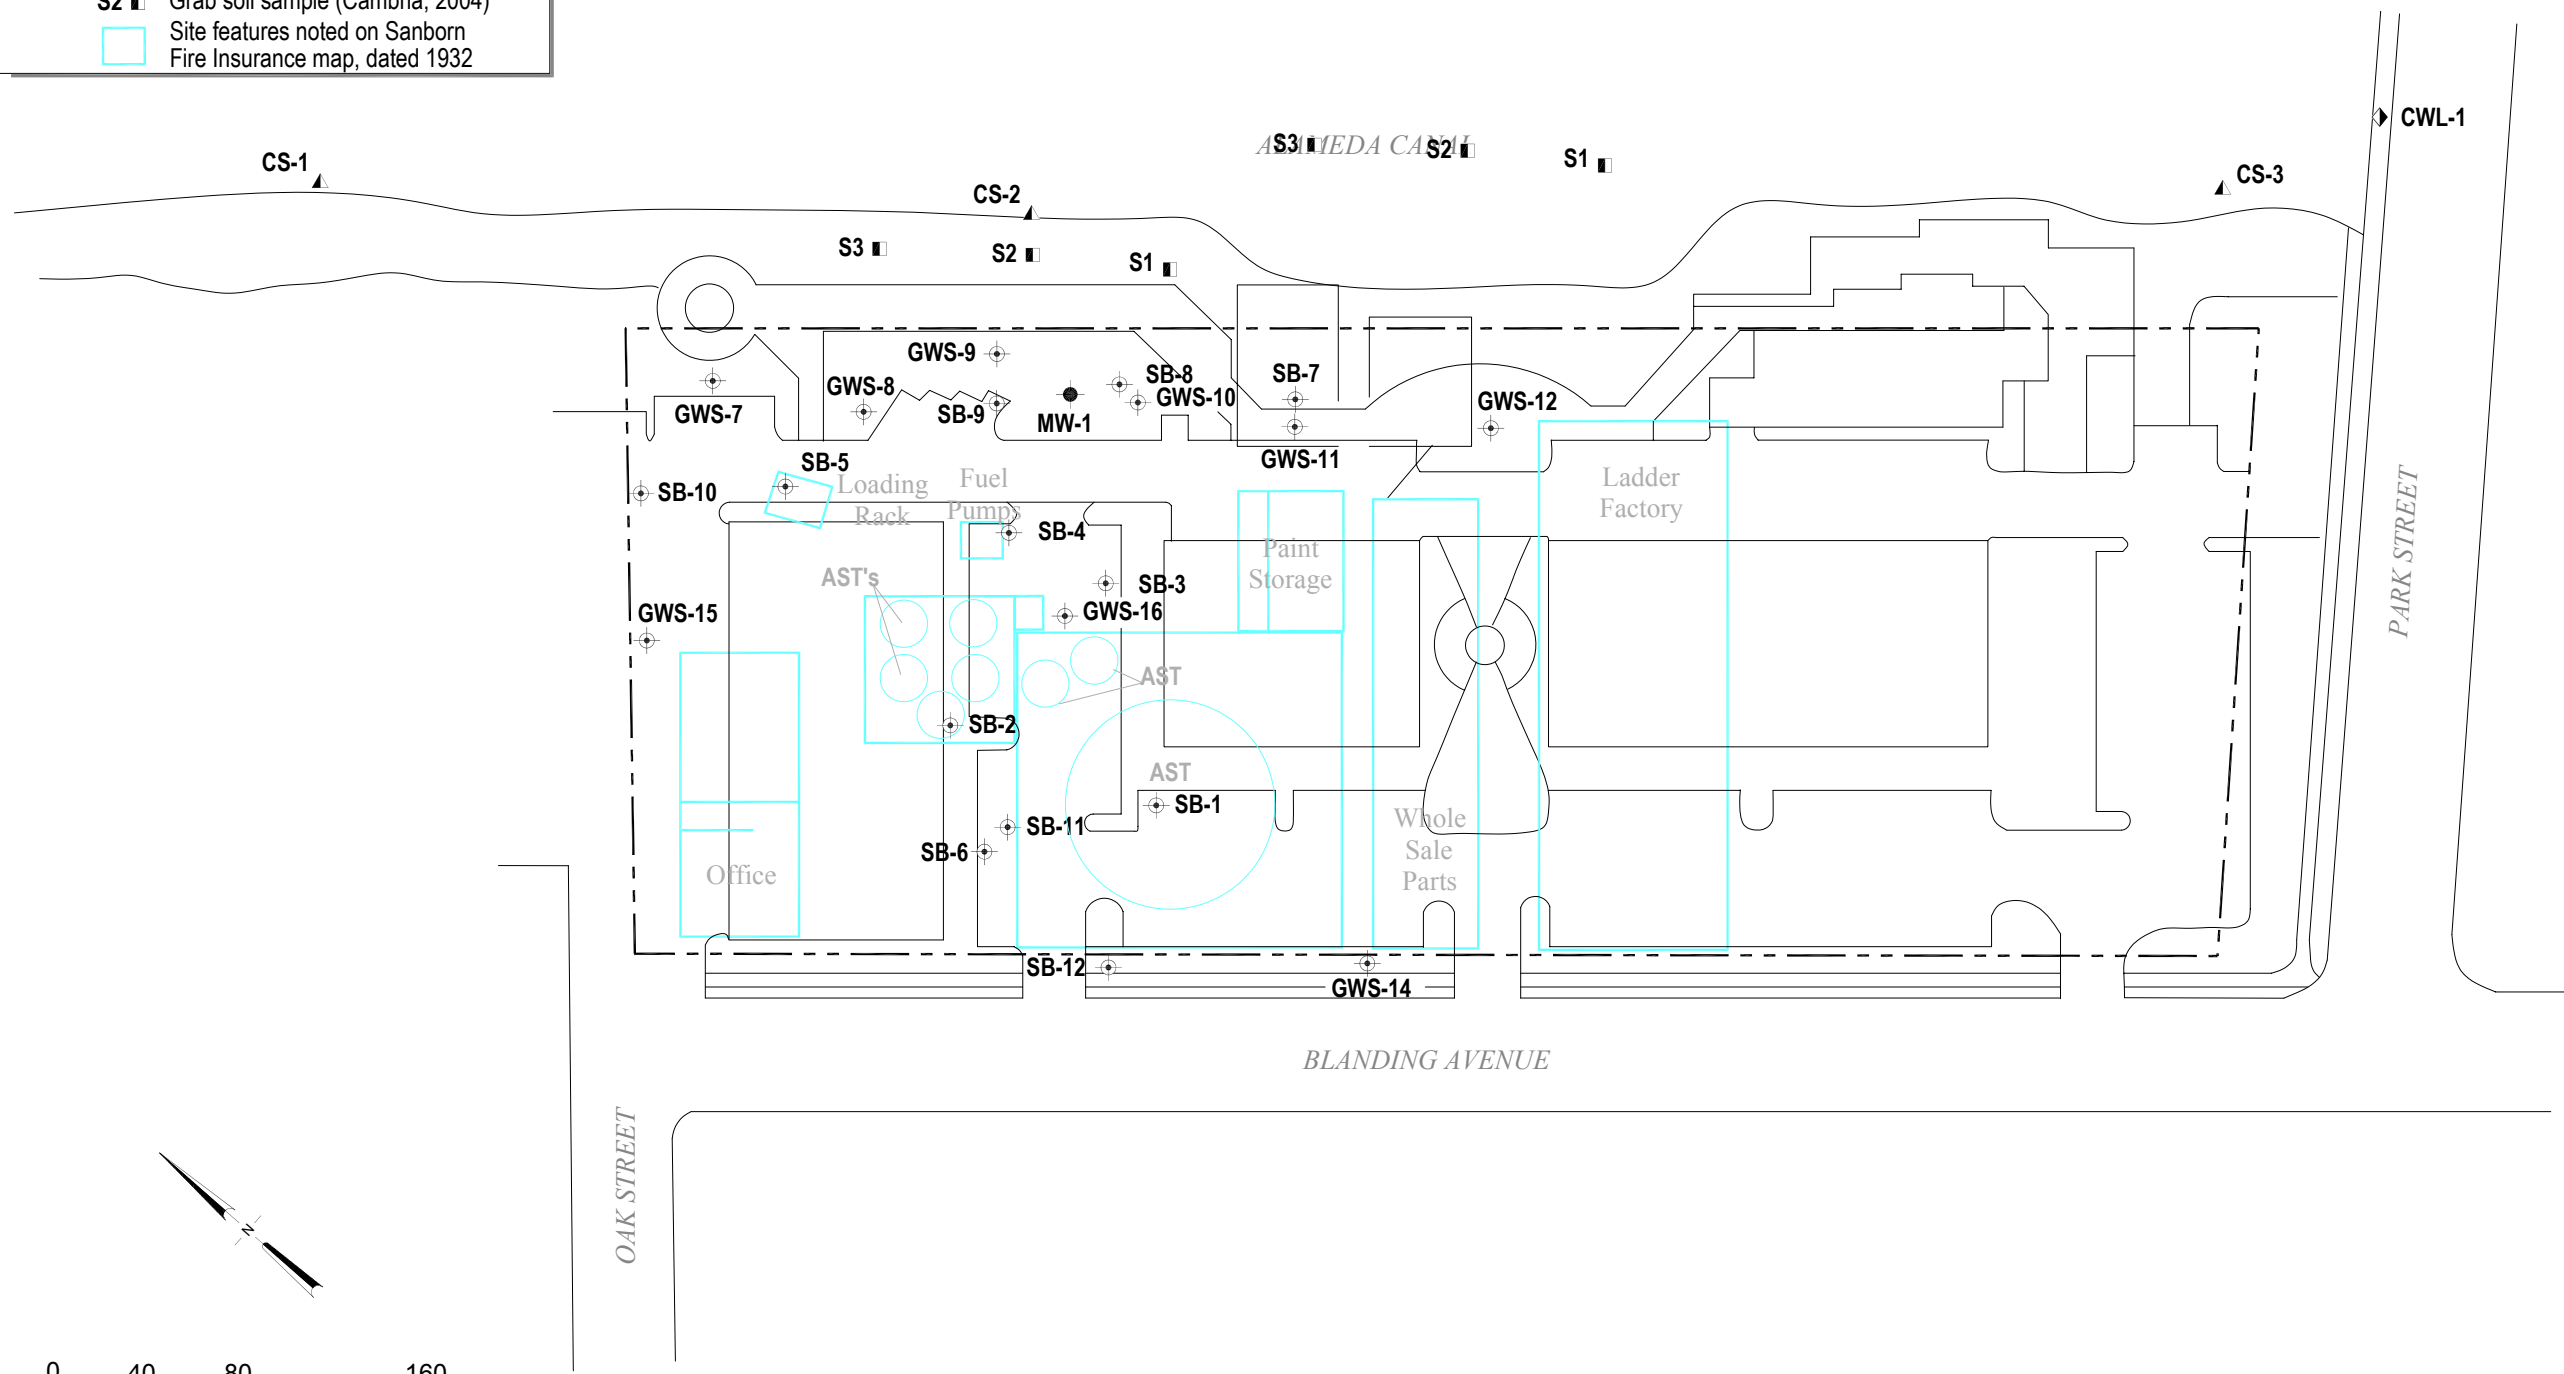 S2 Grab soil sample (Cambria, 2004)
Site features noted on Sanborn
Fire Insurance map, dated 1932
CWL-1
ALAMEDA CANAL
S3
S2
S1
CS-1
CS-2
CS-3
S3
S2
S1
GWS-9
SB-8
GWS-8
GWS-10
SB-7
GWS-7
SB-9
MW-1
GWS-12
SB-5
GWS-11
SB-10
Loading
Rack
Fuel
Pumps
Ladder
Factory
SB-4
Paint
Storage
PARK STREET
AST's
SB-3
GWS-15
GWS-16
AST
SB-2
AST
SB-1
SB-11
Whole
Sale
Parts
SB-6
Office
SB-12
GWS-14
BLANDING AVENUE
OAK STREET
N
0 40 80 160